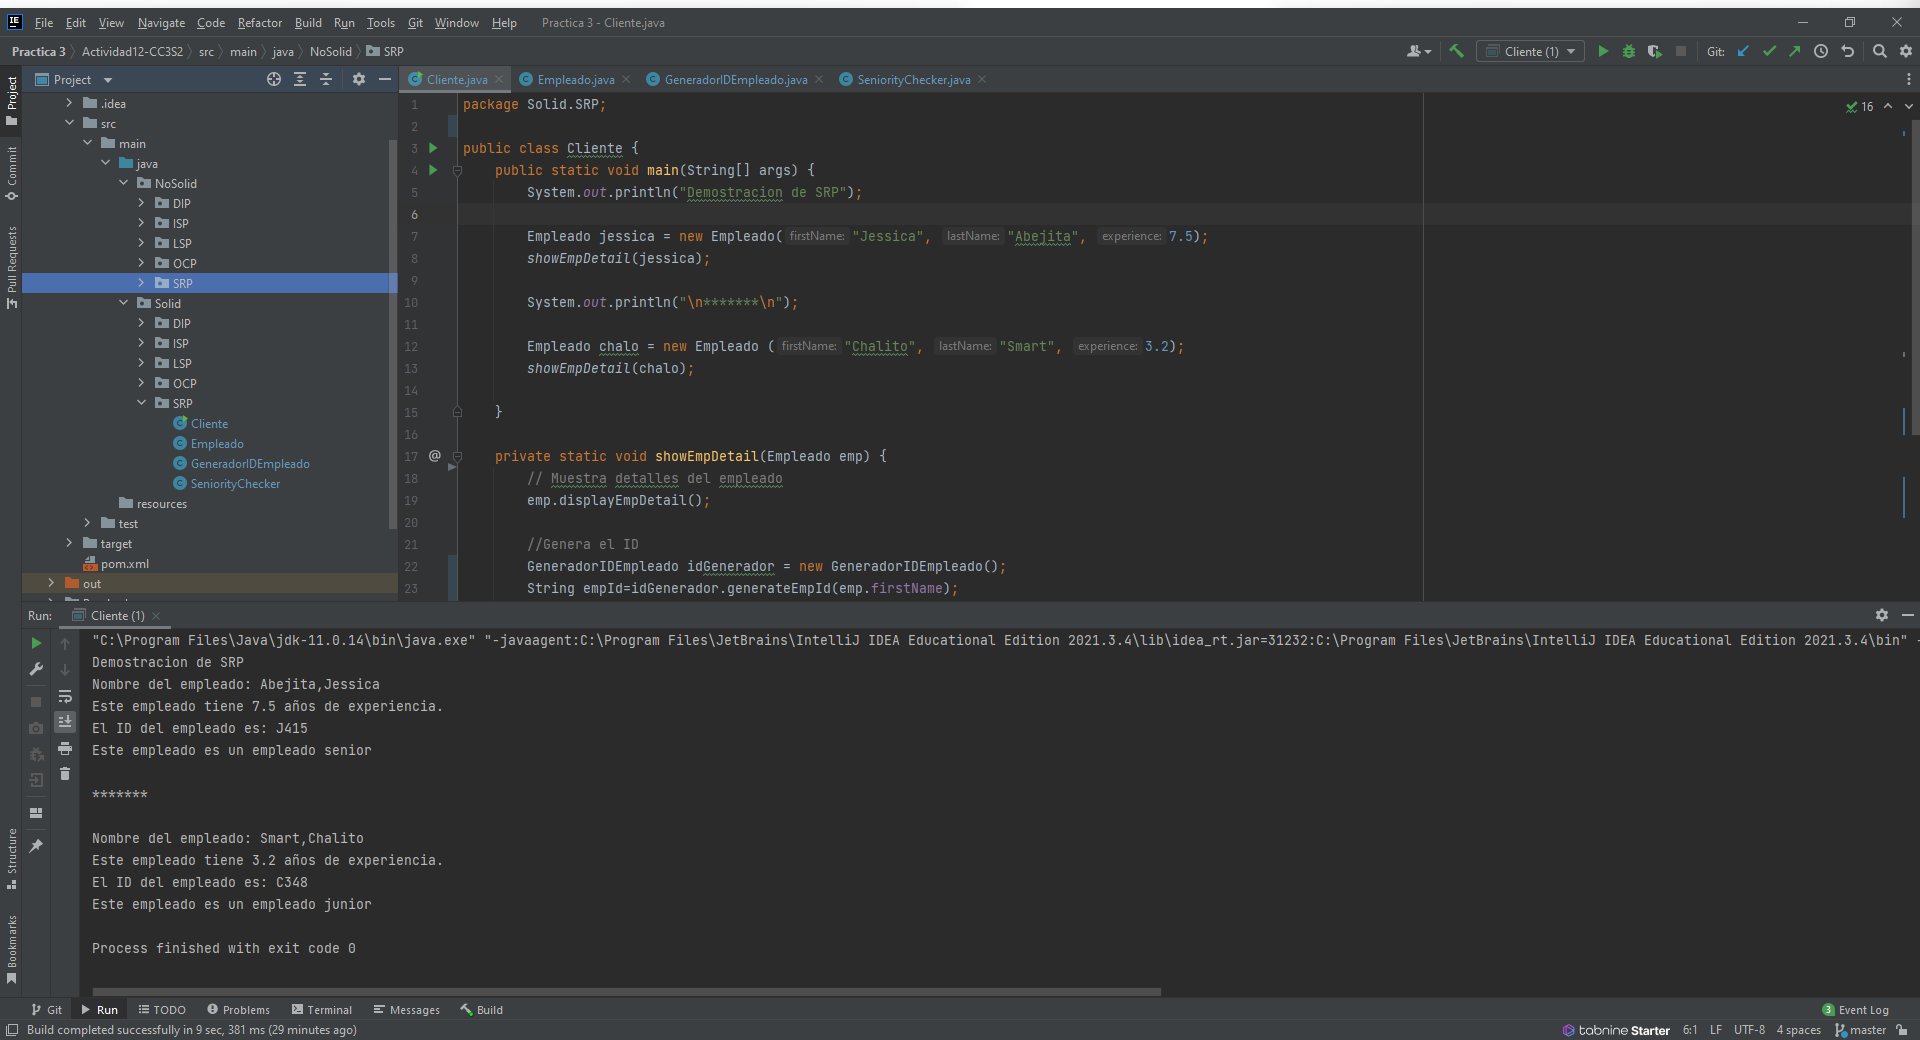 File Edit View Navigate Code Refactor Build Run Tools Git Window Help Practica 3 - Cliente.java
Practica 3 Actividad12-CC3S2 src main java NoSolid SRP Cliente (1) Git:
Project Cliente.java Empleado.java GeneradorIDEmpleado.java SeniorityChecker.java
Project
Commit
Pull Requests
.idea
src
main
java
NoSolid
DIP
ISP
LSP
OCP
SRP
Solid
DIP
ISP
LSP
OCP
SRP
Cliente
Empleado
GeneradorIDEmpleado
SeniorityChecker
resources
test
target
pom.xml
out
16
1 package Solid.SRP;
2
3 public class Cliente {
4 public static void main(String[] args) {
5 System.out.println("Demostracion de SRP");
6
7 Empleado jessica = new Empleado( firstName: "Jessica", lastName: "Abejita", experience: 7.5);
8 showEmpDetail(jessica);
9
10 System.out.println("\n*******\n");
11
12 Empleado chalo = new Empleado ( firstName: "Chalito", lastName: "Smart", experience: 3.2);
13 showEmpDetail(chalo);
14
15 }
16
17 @ private static void showEmpDetail(Empleado emp) {
18 // Muestra detalles del empleado
19 emp.displayEmpDetail();
20
21 //Genera el ID
22 GeneradorIDEmpleado idGenerador = new GeneradorIDEmpleado();
23 String empId=idGenerador.generateEmpId(emp.firstName);
Run: Cliente (1)
"C:\Program Files\Java\jdk-11.0.14\bin\java.exe" "-javaagent:C:\Program Files\JetBrains\IntelliJ IDEA Educational Edition 2021.3.4\lib\idea_rt.jar=31232:C:\Program Files\JetBrains\IntelliJ IDEA Educational Edition 2021.3.4\bin" -
Demostracion de SRP
Nombre del empleado: Abejita,Jessica
Este empleado tiene 7.5 años de experiencia.
El ID del empleado es: J415
Este empleado es un empleado senior
*******
Nombre del empleado: Smart,Chalito
Este empleado tiene 3.2 años de experiencia.
El ID del empleado es: C348
Este empleado es un empleado junior
Process finished with exit code 0
Structure
Bookmarks
Git Run TODO Problems Terminal Messages Build 3 Event Log
Build completed successfully in 9 sec, 381 ms (29 minutes ago) tabnine Starter 6:1 LF UTF-8 4 spaces master